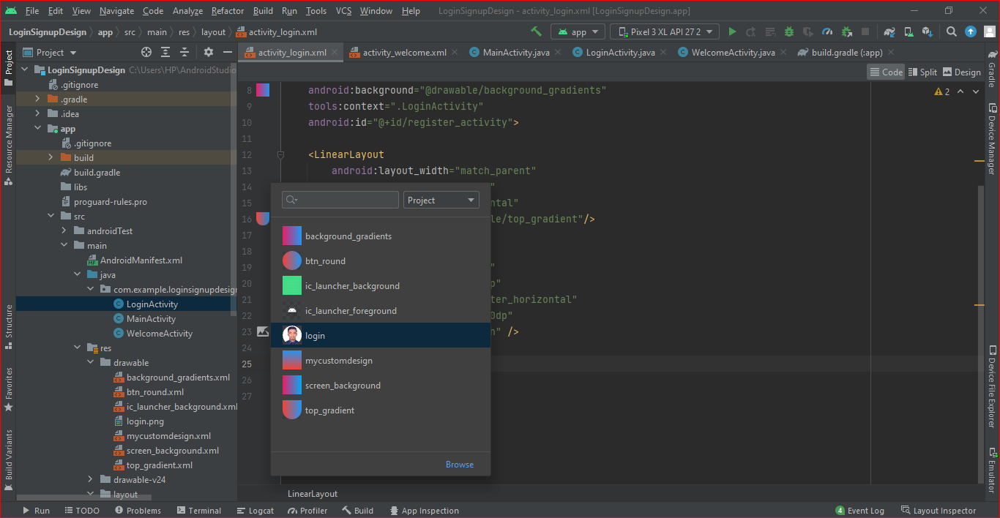 File Edit View Navigate Code Analyze Refactor Build Run Tools VCS Window Help LoginSignupDesign - activity_login.xml [LoginSignupDesign.app]
LoginSignupDesign app src main res layout activity_login.xml app Pixel 3 XL API 27 2
Project activity_login.xml activity_welcome.xml MainActivity.java LoginActivity.java WelcomeActivity.java build.gradle (:app)
Code Split Design
Project
Resource Manager
Structure
Favorites
Build Variants
LoginSignupDesign C:\Users\HP\AndroidStudio
.gitignore
.gradle
.idea
app
.gitignore
build
build.gradle
libs
proguard-rules.pro
src
androidTest
main
AndroidManifest.xml
java
com.example.loginsignupdesign
LoginActivity
MainActivity
WelcomeActivity
res
drawable
background_gradients.xml
btn_round.xml
ic_launcher_background.xml
login.png
mycustomdesign.xml
screen_background.xml
top_gradient.xml
drawable-v24
layout
2
8 android:background="@drawable/background_gradients"
9 tools:context=".LoginActivity"
10 android:id="@+id/register_activity">
11
12 <LinearLayout
13 android:layout_width="match_parent"
14 "
15 ntal"
16 le/top_gradient"/>
17
18
19 "
20 p"
21 ter_horizontal"
22 0dp"
23 n" />
24
25
26
27
Project
background_gradients
btn_round
ic_launcher_background
ic_launcher_foreground
login
mycustomdesign
screen_background
top_gradient
Browse
LinearLayout
Gradle
Device Manager
Device File Explorer
Emulator
Run TODO Problems Terminal Logcat Profiler Build App Inspection 4 Event Log Layout Inspector